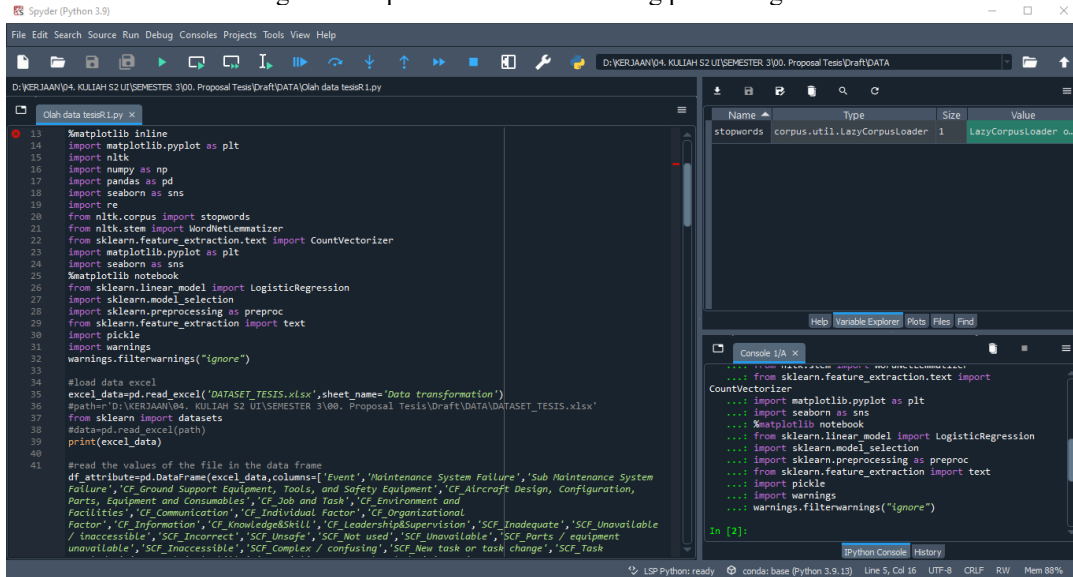 Spyder (Python 3.9)
File Edit Search Source Run Debug Consoles Projects Tools View Help
D:\KERJAAN\04. KULIAH S2 UI\SEMESTER 3\00. Proposal Tesis\Draft\DATA
D:\KERJAAN\04. KULIAH S2 UI\SEMESTER 3\00. Proposal Tesis\Draft\DATA\Olah data tesisR1.py
Olah data tesisR1.py
13 %matplotlib inline
14 import matplotlib.pyplot as plt
15 import nltk
16 import numpy as np
17 import pandas as pd
18 import seaborn as sns
19 import re
20 from nltk.corpus import stopwords
21 from nltk.stem import WordNetLemmatizer
22 from sklearn.feature_extraction.text import CountVectorizer
23 import matplotlib.pyplot as plt
24 import seaborn as sns
25 %matplotlib notebook
26 from sklearn.linear_model import LogisticRegression
27 import sklearn.model_selection
28 import sklearn.preprocessing as preproc
29 from sklearn.feature_extraction import text
30 import pickle
31 import warnings
32 warnings.filterwarnings("ignore")
33
34 #load data excel
35 excel_data=pd.read_excel('DATASET_TESIS.xlsx',sheet_name='Data transformation')
36 #path=r'D:\KERJAAN\04. KULIAH S2 UI\SEMESTER 3\00. Proposal Tesis\Draft\DATA\DATASET_TESIS.xlsx'
37 from sklearn import datasets
38 #data=pd.read_excel(path)
39 print(excel_data)
40
41 #read the values of the file in the data frame
df_attribute=pd.DataFrame(excel_data,columns=['Event','Maintenance System Failure','Sub Maintenance System
Failure','CF_Ground Support Equipment, Tools, and Safety Equipment','CF_Aircraft Design, Configuration,
Parts, Equipment and Consumables','CF_Job and Task','CF_Environment and
Facilities','CF_Communication','CF_Individual Factor','CF_Organizational
Factor','CF_Information','CF_Knowledge&Skill','CF_Leadership&Supervision','SCF_Inadequate','SCF_Unavailable
/ inaccessible','SCF_Incorrect','SCF_Unsafe','SCF_Not used','SCF_Unavailable','SCF_Parts / equipment
unavailable','SCF_Inaccessible','SCF_Complex / confusing','SCF_New task or task change','SCF_Task
Name Type Size Value
stopwords corpus.util.LazyCorpusLoader 1 LazyCorpusLoader o..
Help Variable Explorer Plots Files Find
Console 1/A
...: from sklearn.feature_extraction.text import
CountVectorizer
...: import matplotlib.pyplot as plt
...: import seaborn as sns
...: %matplotlib notebook
...: from sklearn.linear_model import LogisticRegression
...: import sklearn.model_selection
...: import sklearn.preprocessing as preproc
...: from sklearn.feature_extraction import text
...: import pickle
...: import warnings
...: warnings.filterwarnings("ignore")
In [2]:
IPython Console History
LSP Python: ready conda: base (Python 3.9.13) Line 5, Col 16 UTF-8 CRLF RW Mem 88%